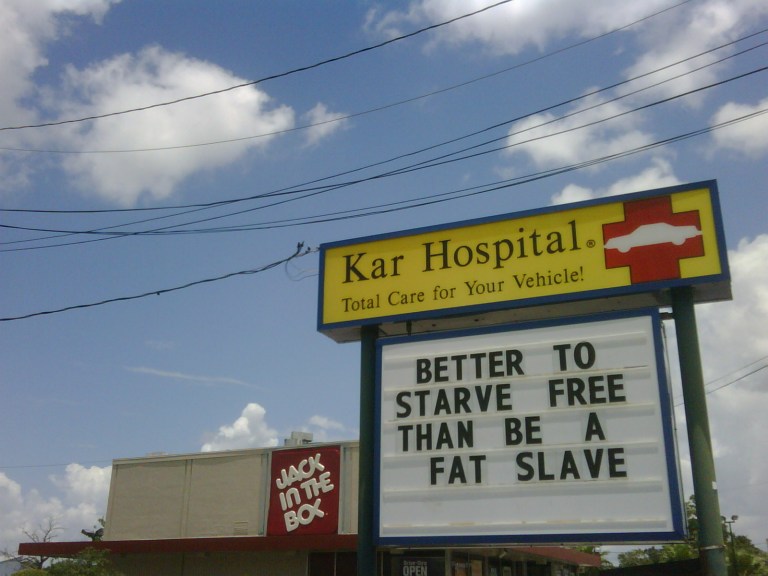 Kar Hospital®
Total Care for Your Vehicle!
BETTER TO
STARVE FREE
THAN BE A
FAT SLAVE
JACK
IN THE
BOX
OPEN